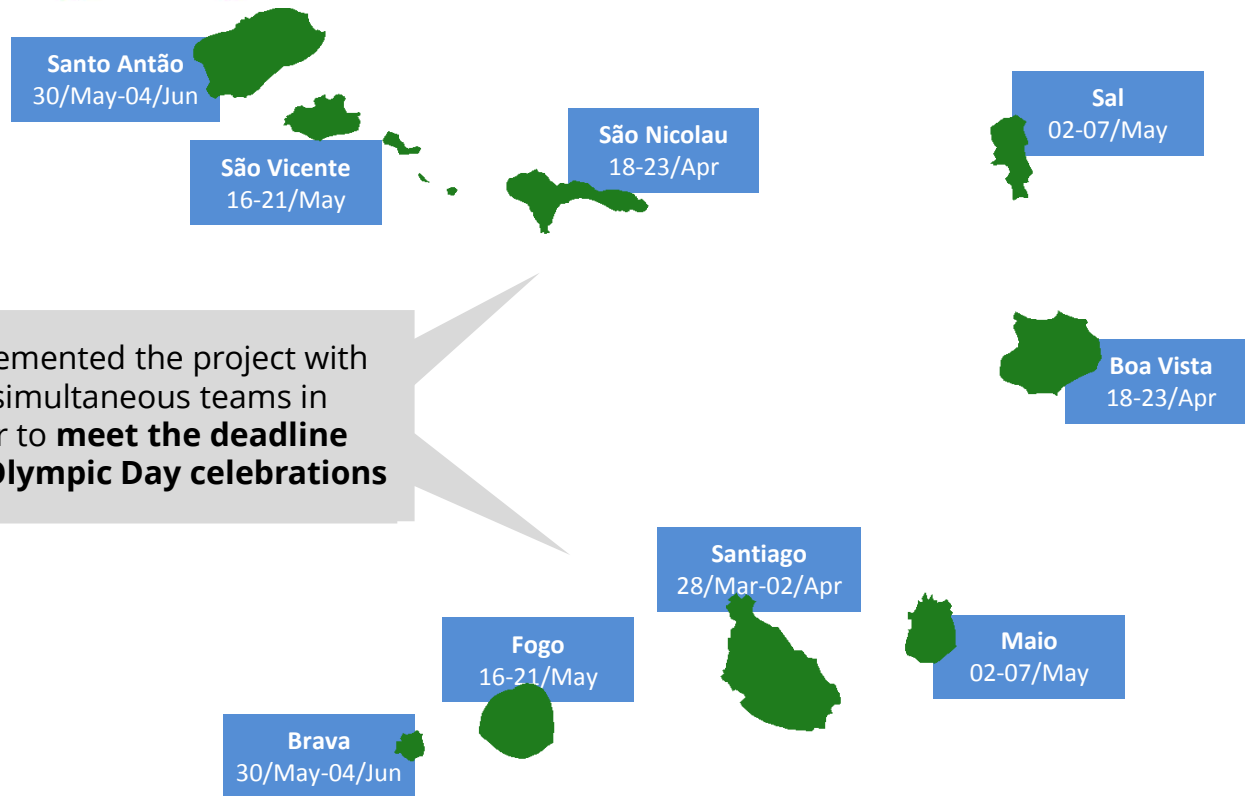 Santo Antão
30/May-04/Jun
São Vicente
16-21/May
São Nicolau
18-23/Apr
Sal
02-07/May
emented the project with
simultaneous teams in
r to meet the deadline
Olympic Day celebrations
Boa Vista
18-23/Apr
Santiago
28/Mar-02/Apr
Fogo
16-21/May
Maio
02-07/May
Brava
30/May-04/Jun